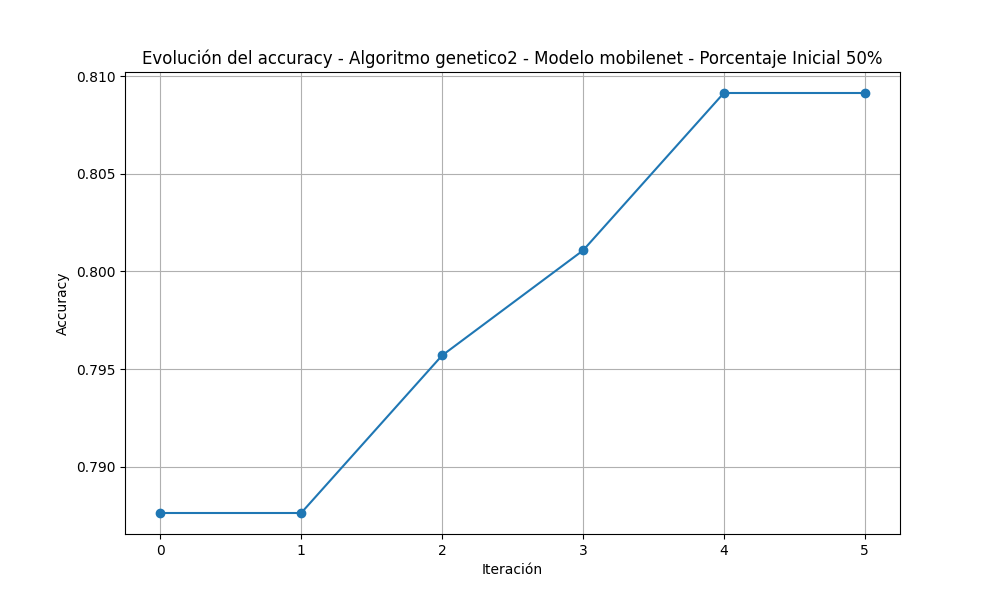 Evolución del accuracy - Algoritmo genetico2 - Modelo mobilenet - Porcentaje Inicial 50%
0.810
0.805
0.800
0.795
0.790
Accuracy
0 1 2 3 4 5
Iteración